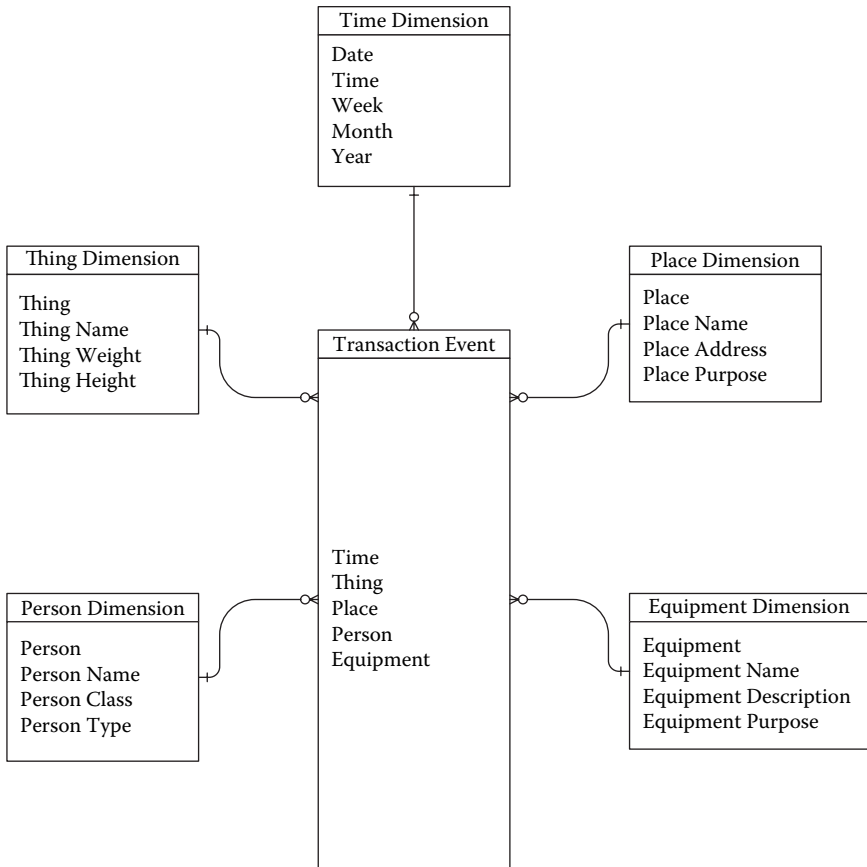 Time Dimension
Date
Time
Week
Month
Year
Thing Dimension
Thing
Thing Name
Thing Weight
Thing Height
Place Dimension
Place
Place Name
Place Address
Place Purpose
Transaction Event
Time
Thing
Place
Person
Equipment
Person Dimension
Person
Person Name
Person Class
Person Type
Equipment Dimension
Equipment
Equipment Name
Equipment Description
Equipment Purpose